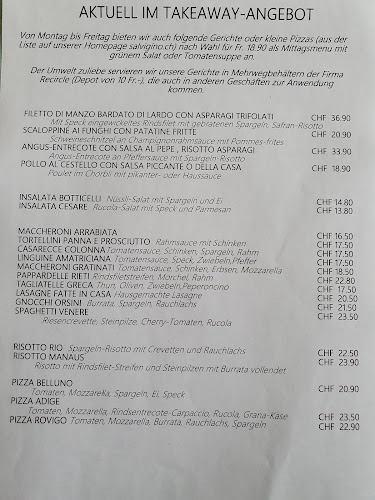 AKTUELL IM TAKEAWAY-ANGEBOT
Von Montag bis Freitag bieten wir auch folgende Gerichte oder kleine Pizzas (aus der
Liste auf unserer Homepage salvigino.ch) nach Wahl für Fr. 18.90 als Mittagsmenu mit
grünem Salat oder Tomatensuppe an.
Der Umwelt zuliebe servieren wir unsere Gerichte in Mehrwegbehältern der Firma
Recircle (Depot von 10 Fr.-), die auch in anderen Geschäften zur Anwendung
kommen.
FILETTO DI MANZO BARDATO DI LARDO CON ASPARAGI TRIFOLATI CHF 36.90
Mit Speck eingewickeltes Rindsfilet mit gebratenen Spargeln, Safran-Risotto
SCALOPPINE AI FUNGHI CON PATATINE FRITTE CHF 20.90
Schweineschnitzel an Champignonrahmsauce mit Pommes-frites
ANGUS-ENTRECOTE CON SALSA AL PEPE , RISOTTO ASPARAGI CHF 33.90
Angus-Entrecote an Pfeffersauce mit Spargeln-Risotto
POLLO AL CESTELLO CON SALSA PICCANTE O DELLA CASA CHF 18.90
Poulet im Chörbli mit pikanter- oder Haussauce
INSALATA BOTTICELLI Nüssli-Salat mit Spargeln und Ei CHF 14.80
INSALATA CESARE Rucola-Salat mit Speck und Parmesan CHF 13.80
MACCHERONI ARRABIATA CHF 16.50
TORTELLINI PANNA E PROSCIUTTO Rahmsauce mit Schinken CHF 17.50
CASARECCE COLONNA Tomatensauce, Schinken, Spargeln, Rahm CHF 17.50
LINGUINE AMATRICIANA Tomatensauce, Speck, Zwiebeln,Pfeffer CHF 17.50
MACCHERONI GRATINATI Tomatensauce, Schinken, Erbsen, Mozzarella CHF 18.50
PAPPARDELLE RIETI Rindsfiletstreifen, Morchel, Rahm CHF 22.80
TAGLIATELLE GRECA Thun, Oliven, Zwiebeln,Peperoncino CHF 17.50
LASAGNE FATTE IN CASA Hausgemachte Lasagne CHF 20.50
GNOCCHI ORSINI Burrata, Spargeln, Rauchlachs CHF 21.50
SPAGHETTI VENERE CHF 23.50
Riesencrevette, Steinpilze, Cherry-Tomaten, Rucola
RISOTTO RIO Spargeln-Risotto mit Crevetten und Rauchlachs CHF 22.50
RISOTTO MANAUS CHF 23.90
Risotto mit Rindsfilet-Streifen und Steinpilzen mit Burrata vollendet
PIZZA BELLUNO CHF 20.90
Tomaten, Mozzarella, Spargeln, Ei, Speck
PIZZA ADIGE
Tomaten, Mozzarella, Rindsentrecote-Carpaccio, Rucola, Grana-Käse CHF 23.50
PIZZA ROVIGO Tomaten, Mozzarella, Burrata, Rauchlachs, Spargeln CHF 22.90